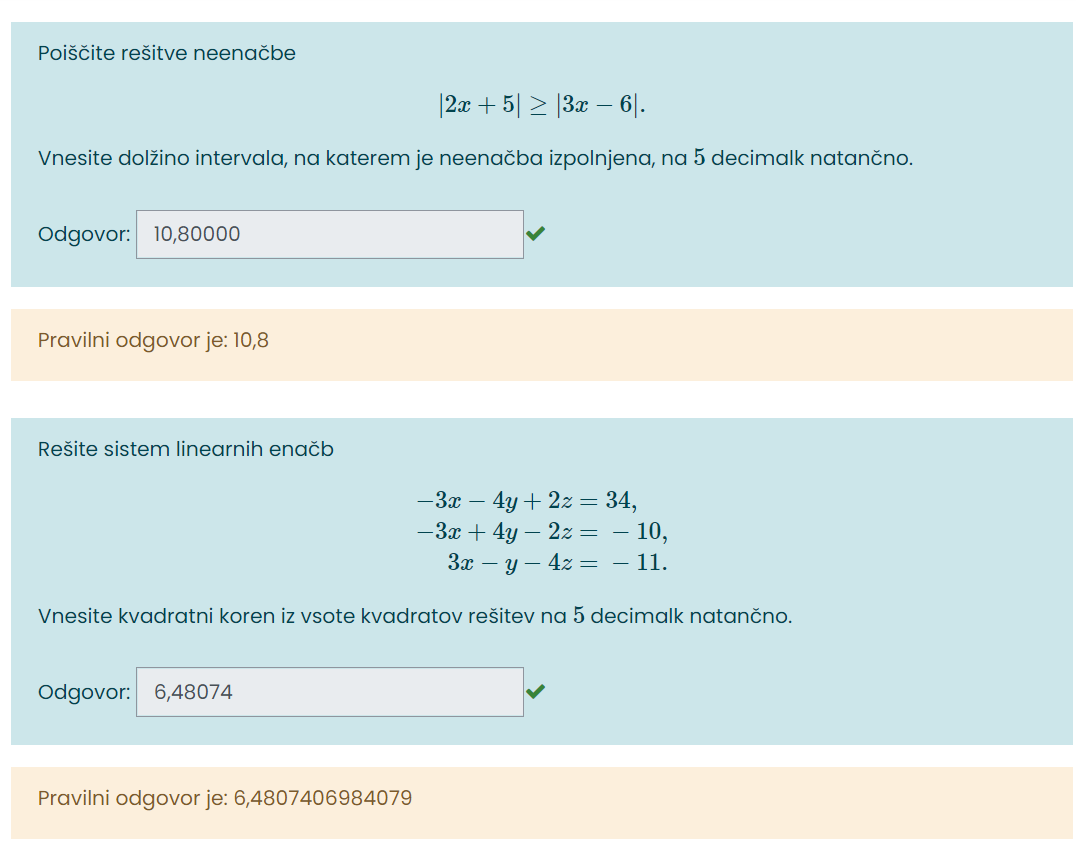 Poiščite rešitve neenačbe
|2x + 5| ≥ |3x − 6|.
Vnesite dolžino intervala, na katerem je neenačba izpolnjena, na 5 decimalk natančno.
Odgovor: 10,80000
Pravilni odgovor je: 10,8
Rešite sistem linearnih enačb
−3x − 4y + 2z = 34,
−3x + 4y − 2z = − 10,
3x − y − 4z = − 11.
Vnesite kvadratni koren iz vsote kvadratov rešitev na 5 decimalk natančno.
Odgovor: 6,48074
Pravilni odgovor je: 6,4807406984079